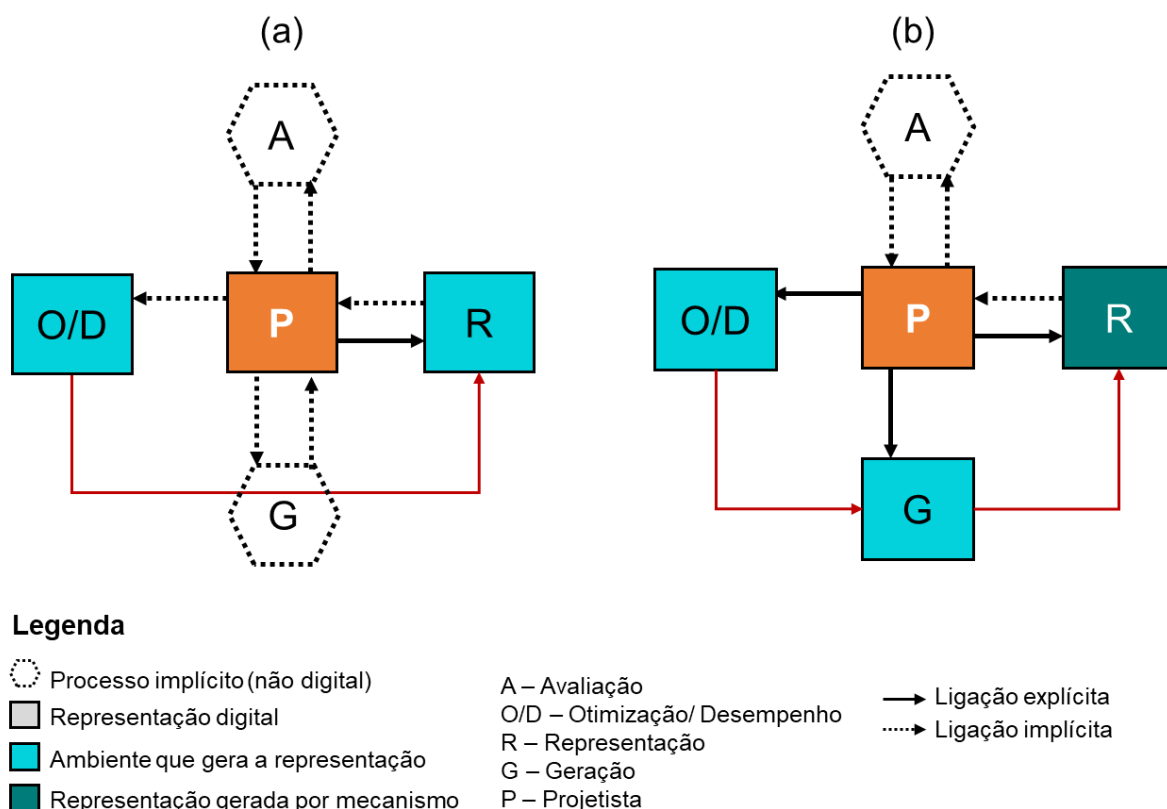 (a)
(b)
A
A
O/D
P
R
O/D
P
R
G
G
Legenda
Processo implícito (não digital)
Representação digital
Ambiente que gera a representação
Representação gerada por mecanismo
A – Avaliação
O/D – Otimização/ Desempenho
R – Representação
G – Geração
P – Projetista
Ligação explícita
Ligação implícita